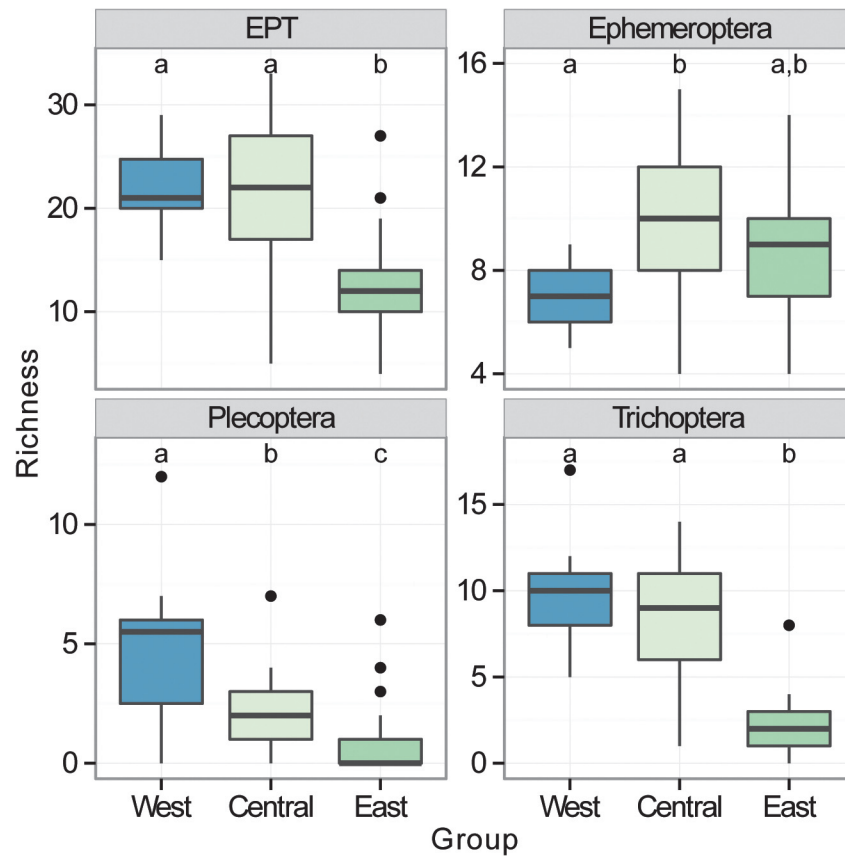 EPT
Ephemeroptera
a a b
a b a,b
30
20
10
16
12
8
4
Richness
Plecoptera
Trichoptera
a b c
a a b
10
5
0
15
10
5
0
West Central East
West Central East
Group